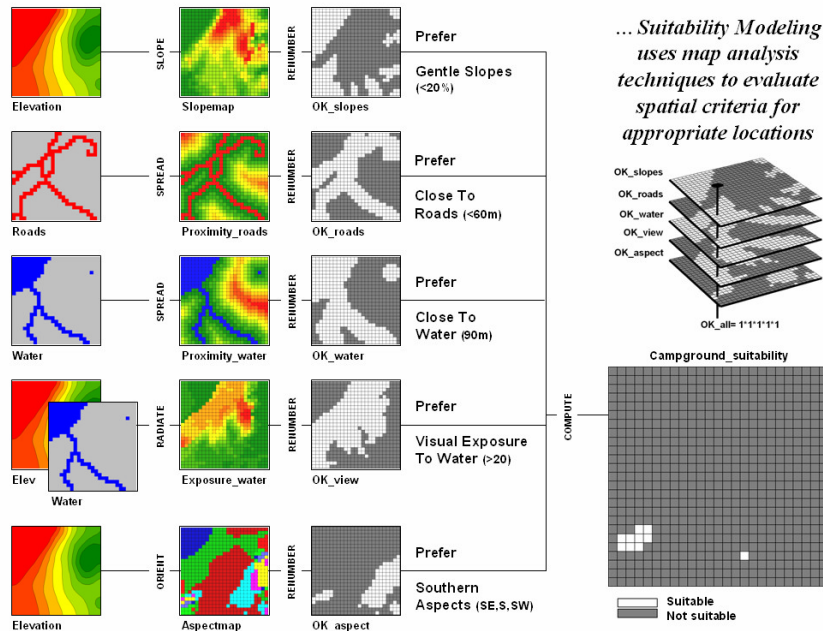 SLOPE
RENUMBER
Prefer
Gentle Slopes
(<20%)
Elevation
Slopemap
OK_slopes
SPREAD
RENUMBER
Prefer
Close To
Roads (<60m)
Roads
Proximity_roads
OK_roads
SPREAD
RENUMBER
Prefer
Close To
Water (90m)
Water
Proximity_water
OK_water
RADIATE
RENUMBER
Prefer
Visual Exposure
To Water (>20)
Elev
Water
Exposure_water
OK_view
ORIENT
RENUMBER
Prefer
Southern
Aspects (SE,S,SW)
Elevation
Aspectmap
OK_aspect
COMPUTE
... Suitability Modeling
uses map analysis
techniques to evaluate
spatial criteria for
appropriate locations
OK_slopes
OK_roads
OK_water
OK_view
OK_aspect
OK_all= 1*1*1*1*1
Campground_suitability
Suitable
Not suitable